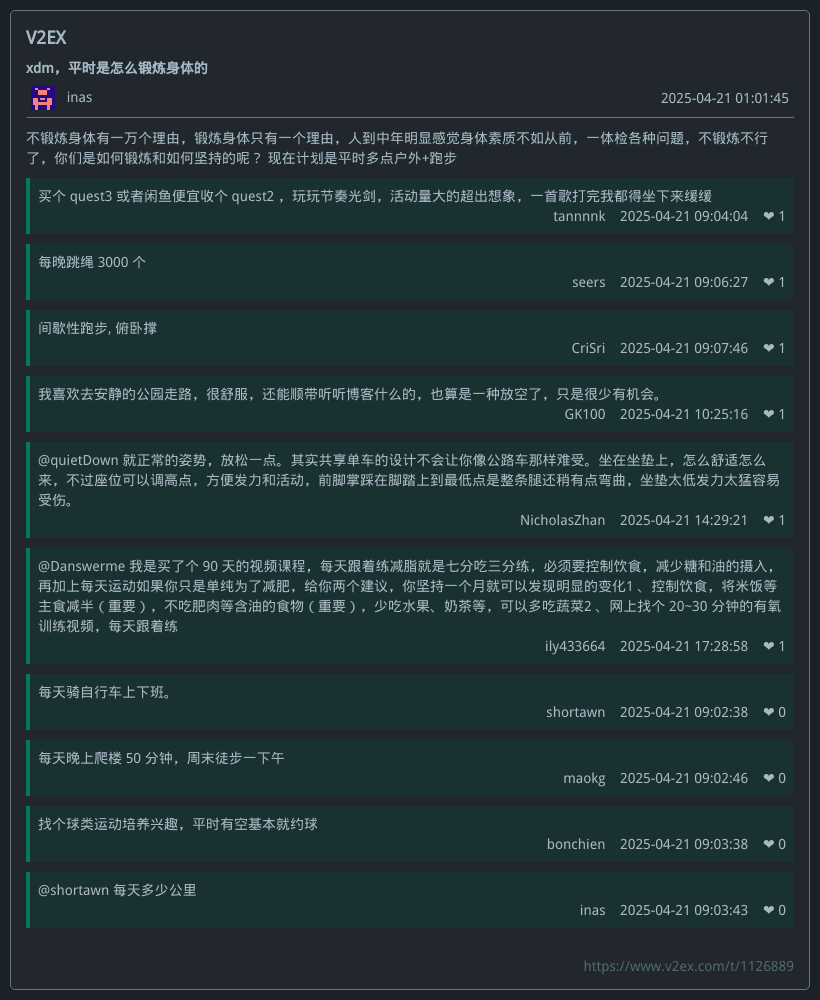 V2EX
xdm，平时是怎么锻炼身体的
inas
2025-04-21 01:01:45
不锻炼身体有一万个理由，锻炼身体只有一个理由，人到中年明显感觉身体素质不如从前，一体检各种问题，不锻炼不行
了，你们是如何锻炼和如何坚持的呢？ 现在计划是平时多点户外+跑步
买个 quest3 或者闲鱼便宜收个 quest2 ，玩玩节奏光剑，活动量大的超出想象，一首歌打完我都得坐下来缓缓
tannnnk 2025-04-21 09:04:04 ❤ 1
每晚跳绳 3000 个
seers 2025-04-21 09:06:27 ❤ 1
间歇性跑步, 俯卧撑
CriSri 2025-04-21 09:07:46 ❤ 1
我喜欢去安静的公园走路，很舒服，还能顺带听听博客什么的，也算是一种放空了，只是很少有机会。
GK100 2025-04-21 10:25:16 ❤ 1
@quietDown 就正常的姿势，放松一点。其实共享单车的设计不会让你像公路车那样难受。坐在坐垫上，怎么舒适怎么
来，不过座位可以调高点，方便发力和活动，前脚掌踩在脚踏上到最低点是整条腿还稍有点弯曲，坐垫太低发力太猛容易
受伤。
NicholasZhan 2025-04-21 14:29:21 ❤ 1
@Danswerme 我是买了个 90 天的视频课程，每天跟着练减脂就是七分吃三分练，必须要控制饮食，减少糖和油的摄入，
再加上每天运动如果你只是单纯为了减肥，给你两个建议，你坚持一个月就可以发现明显的变化1 、控制饮食，将米饭等
主食减半（重要），不吃肥肉等含油的食物（重要），少吃水果、奶茶等，可以多吃蔬菜2 、网上找个 20~30 分钟的有氧
训练视频，每天跟着练
ily433664 2025-04-21 17:28:58 ❤ 1
每天骑自行车上下班。
shortawn 2025-04-21 09:02:38 ❤ 0
每天晚上爬楼 50 分钟，周末徒步一下午
maokg 2025-04-21 09:02:46 ❤ 0
找个球类运动培养兴趣，平时有空基本就约球
bonchien 2025-04-21 09:03:38 ❤ 0
@shortawn 每天多少公里
inas 2025-04-21 09:03:43 ❤ 0
https://www.v2ex.com/t/1126889